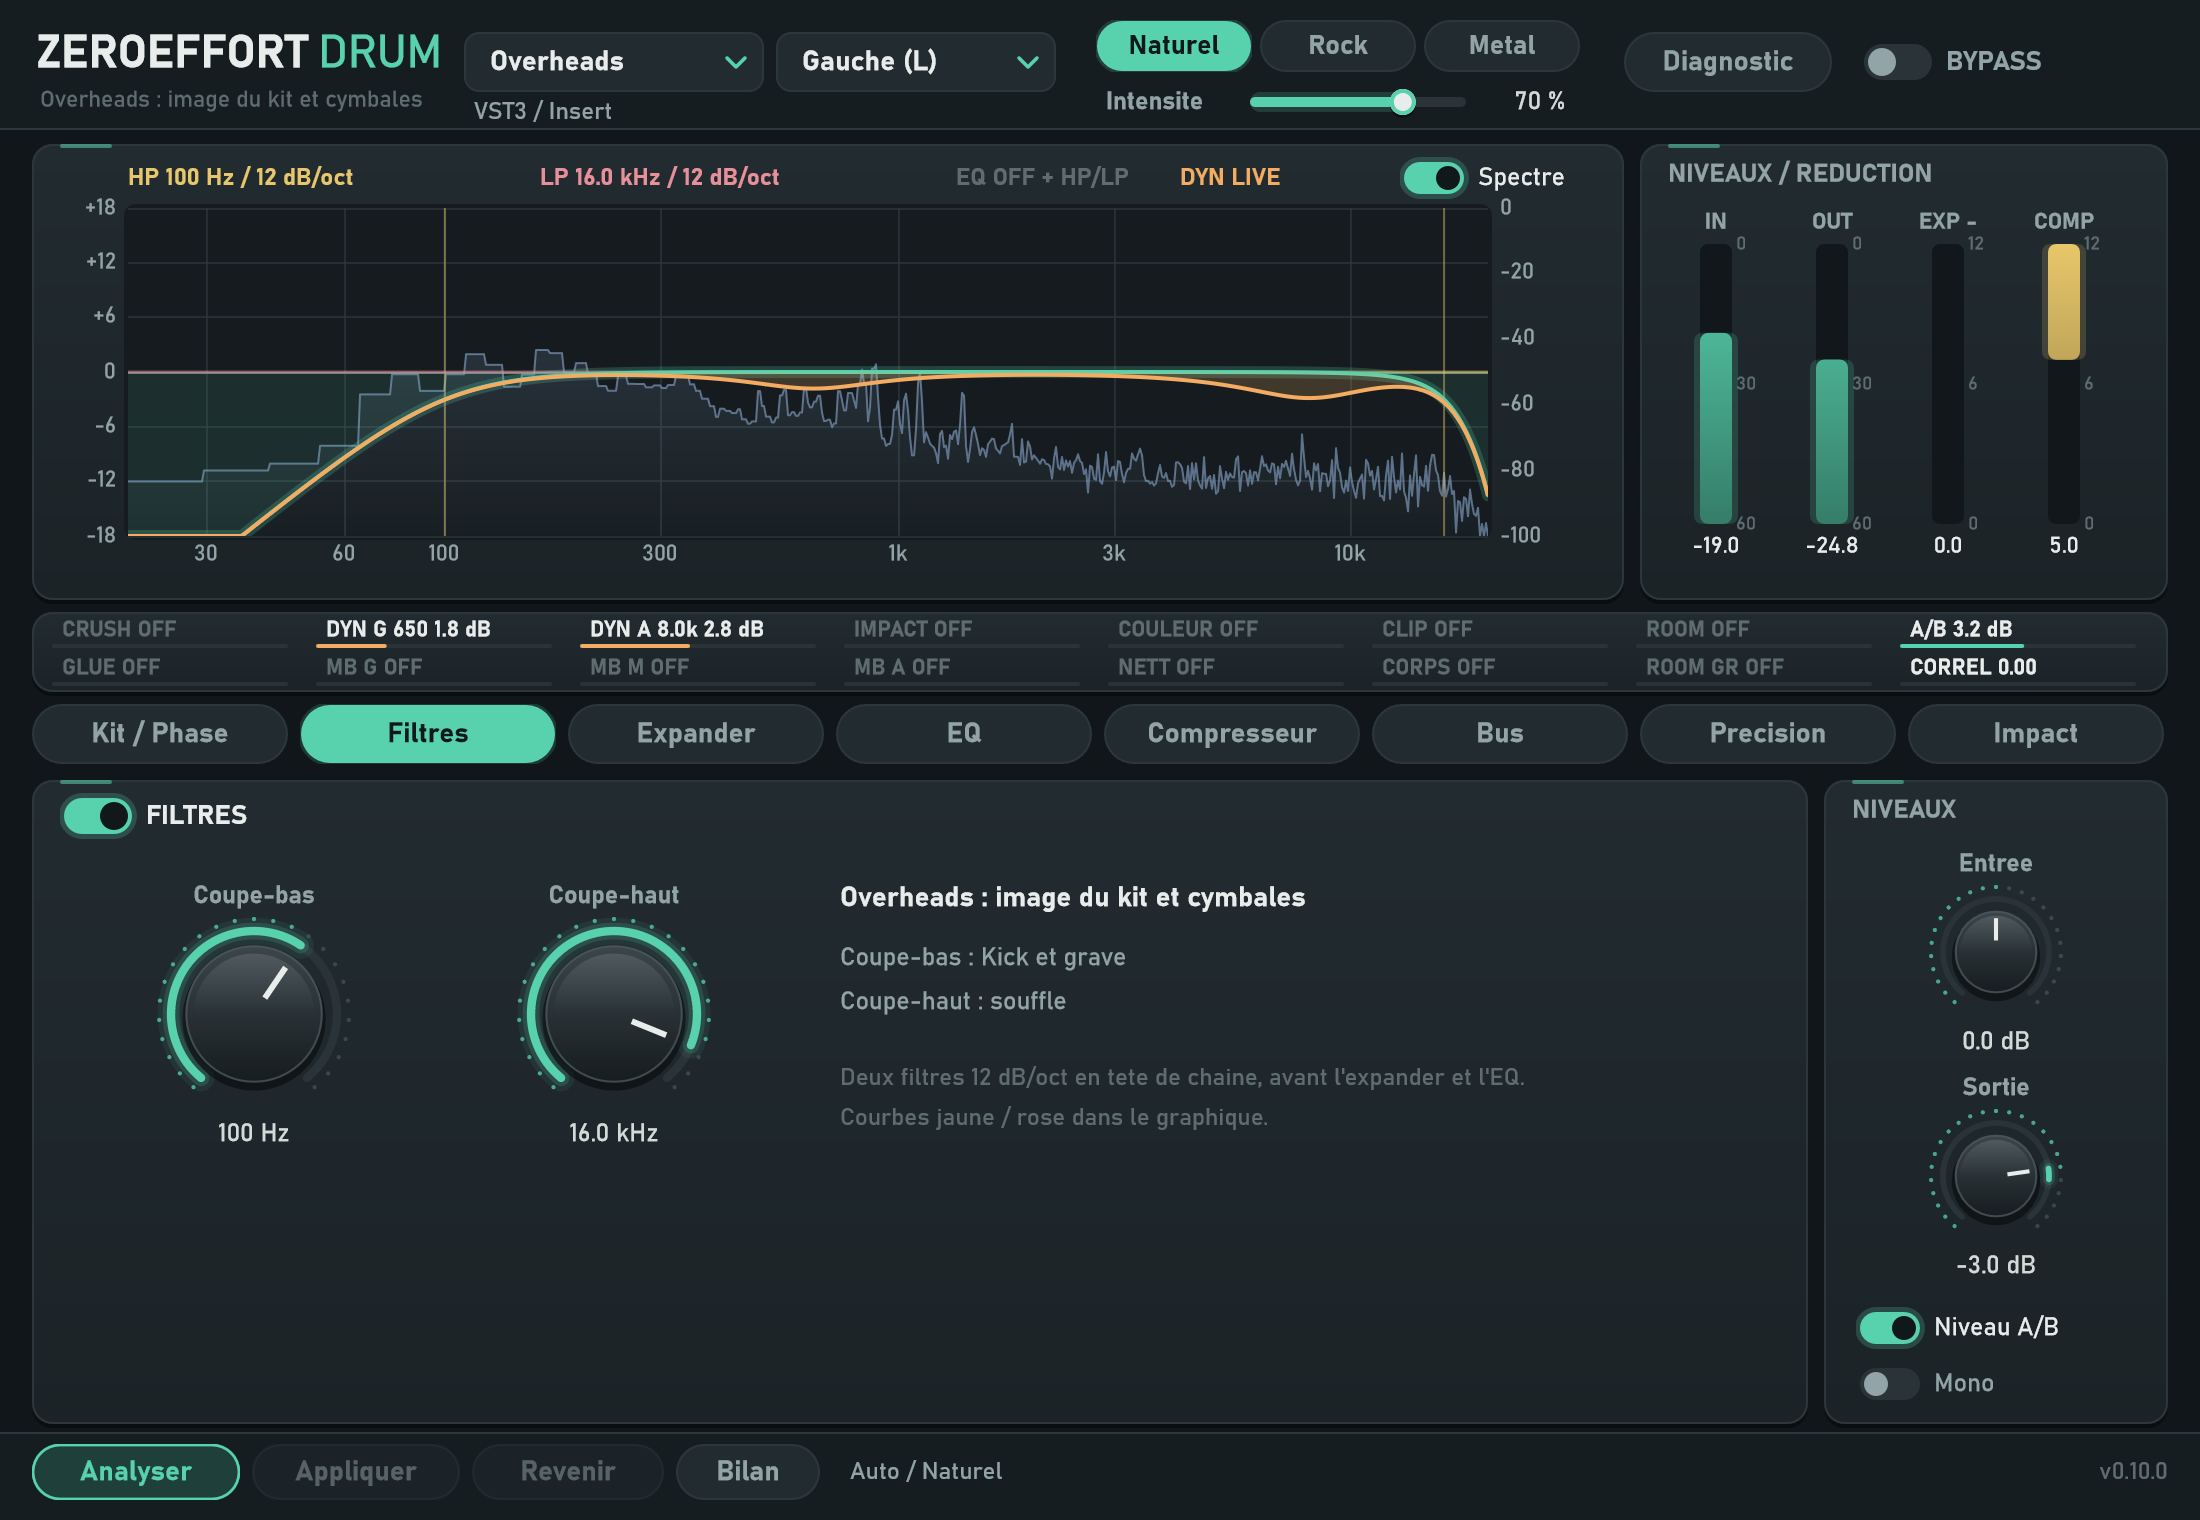 ZEROEFFORT DRUM
Overheads : image du kit et cymbales
Overheads
VST3 / Insert
Gauche (L)
Naturel
Rock
Metal
Intensite
70 %
Diagnostic
BYPASS
HP 100 Hz / 12 dB/oct
LP 16.0 kHz / 12 dB/oct
EQ OFF + HP/LP
DYN LIVE
Spectre
+18
+12
+6
0
-6
-12
-18
0
-20
-40
-60
-80
-100
30
60
100
300
1k
3k
10k
NIVEAUX / REDUCTION
IN
OUT
EXP -
COMP
0
0
12
12
30
30
6
6
60
60
0
0
-19.0
-24.8
0.0
5.0
CRUSH OFF
DYN G 650 1.8 dB
DYN A 8.0k 2.8 dB
IMPACT OFF
COULEUR OFF
CLIP OFF
ROOM OFF
A/B 3.2 dB
GLUE OFF
MB G OFF
MB M OFF
MB A OFF
NETT OFF
CORPS OFF
ROOM GR OFF
CORREL 0.00
Kit / Phase
Filtres
Expander
EQ
Compresseur
Bus
Precision
Impact
FILTRES
Coupe-bas
100 Hz
Coupe-haut
16.0 kHz
Overheads : image du kit et cymbales
Coupe-bas : Kick et grave
Coupe-haut : souffle
Deux filtres 12 dB/oct en tete de chaine, avant l'expander et l'EQ.
Courbes jaune / rose dans le graphique.
NIVEAUX
Entree
0.0 dB
Sortie
-3.0 dB
Niveau A/B
Mono
Analyser
Appliquer
Revenir
Bilan
Auto / Naturel
v0.10.0